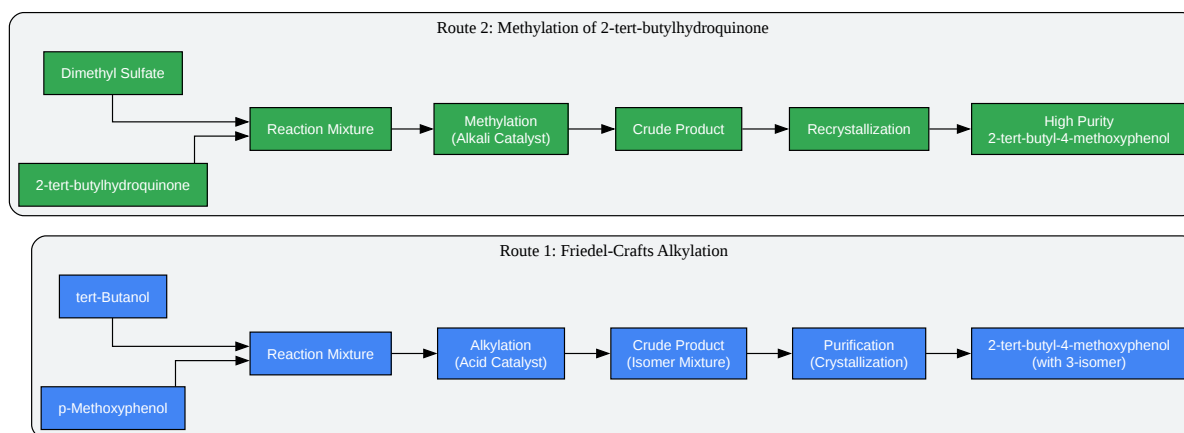 Route 2: Methylation of 2-tert-butylhydroquinone
Dimethyl Sulfate
2-tert-butylhydroquinone
Reaction Mixture
Methylation
(Alkali Catalyst)
Crude Product
Recrystallization
High Purity
2-tert-butyl-4-methoxyphenol
Route 1: Friedel-Crafts Alkylation
tert-Butanol
p-Methoxyphenol
Reaction Mixture
Alkylation
(Acid Catalyst)
Crude Product
(Isomer Mixture)
Purification
(Crystallization)
2-tert-butyl-4-methoxyphenol
(with 3-isomer)